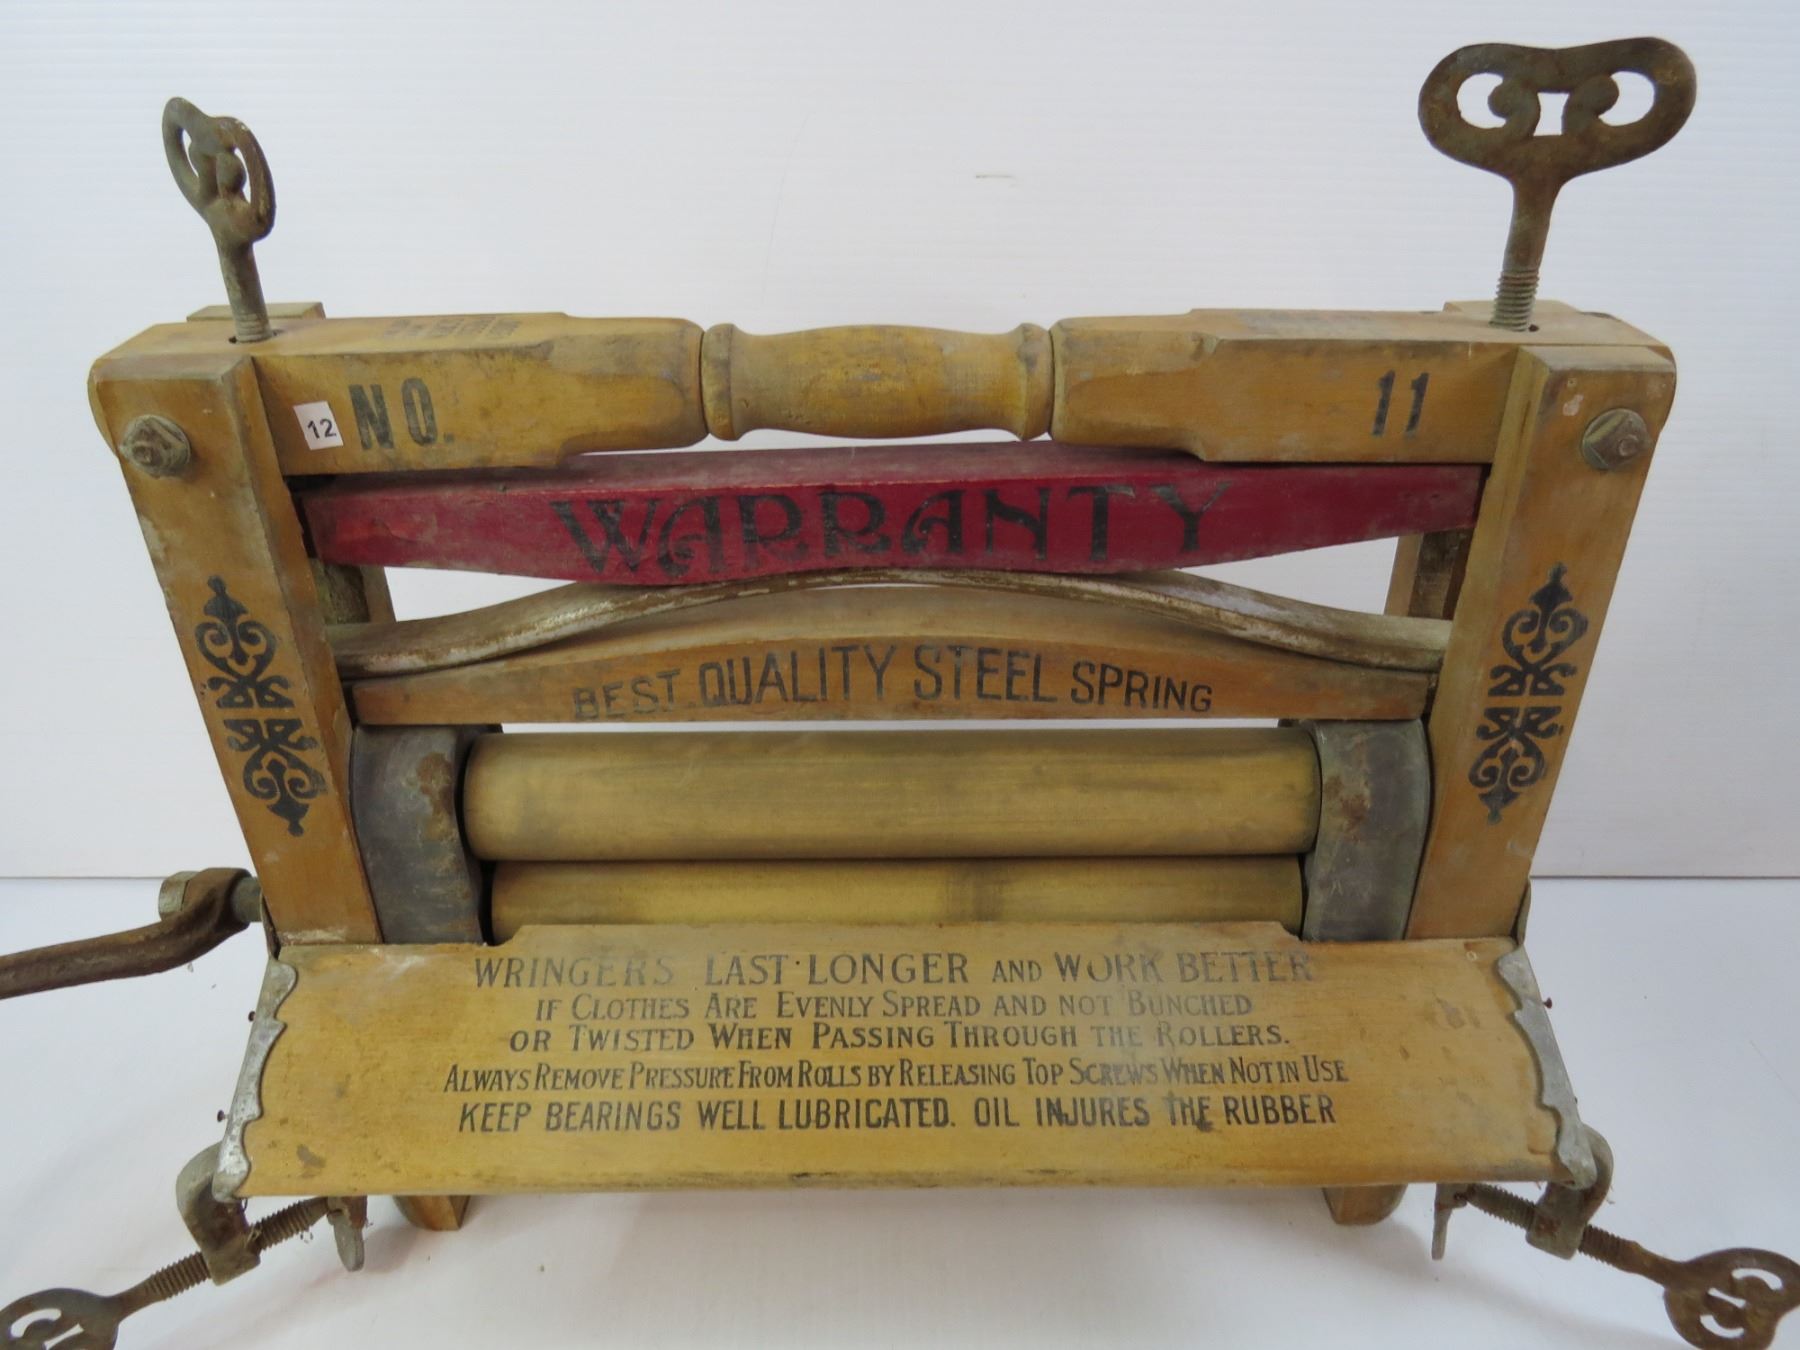 NO. 11
12
WARRANTY
BEST QUALITY STEEL SPRING
WRINGERS LAST LONGER AND WORK BETTER
IF CLOTHES ARE EVENLY SPREAD AND NOT BUNCHED
OR TWISTED WHEN PASSING THROUGH THE ROLLERS.
ALWAYS REMOVE PRESSURE FROM ROLLS BY RELEASING TOP SCREWS WHEN NOT IN USE
KEEP BEARINGS WELL LUBRICATED. OIL INJURES THE RUBBER